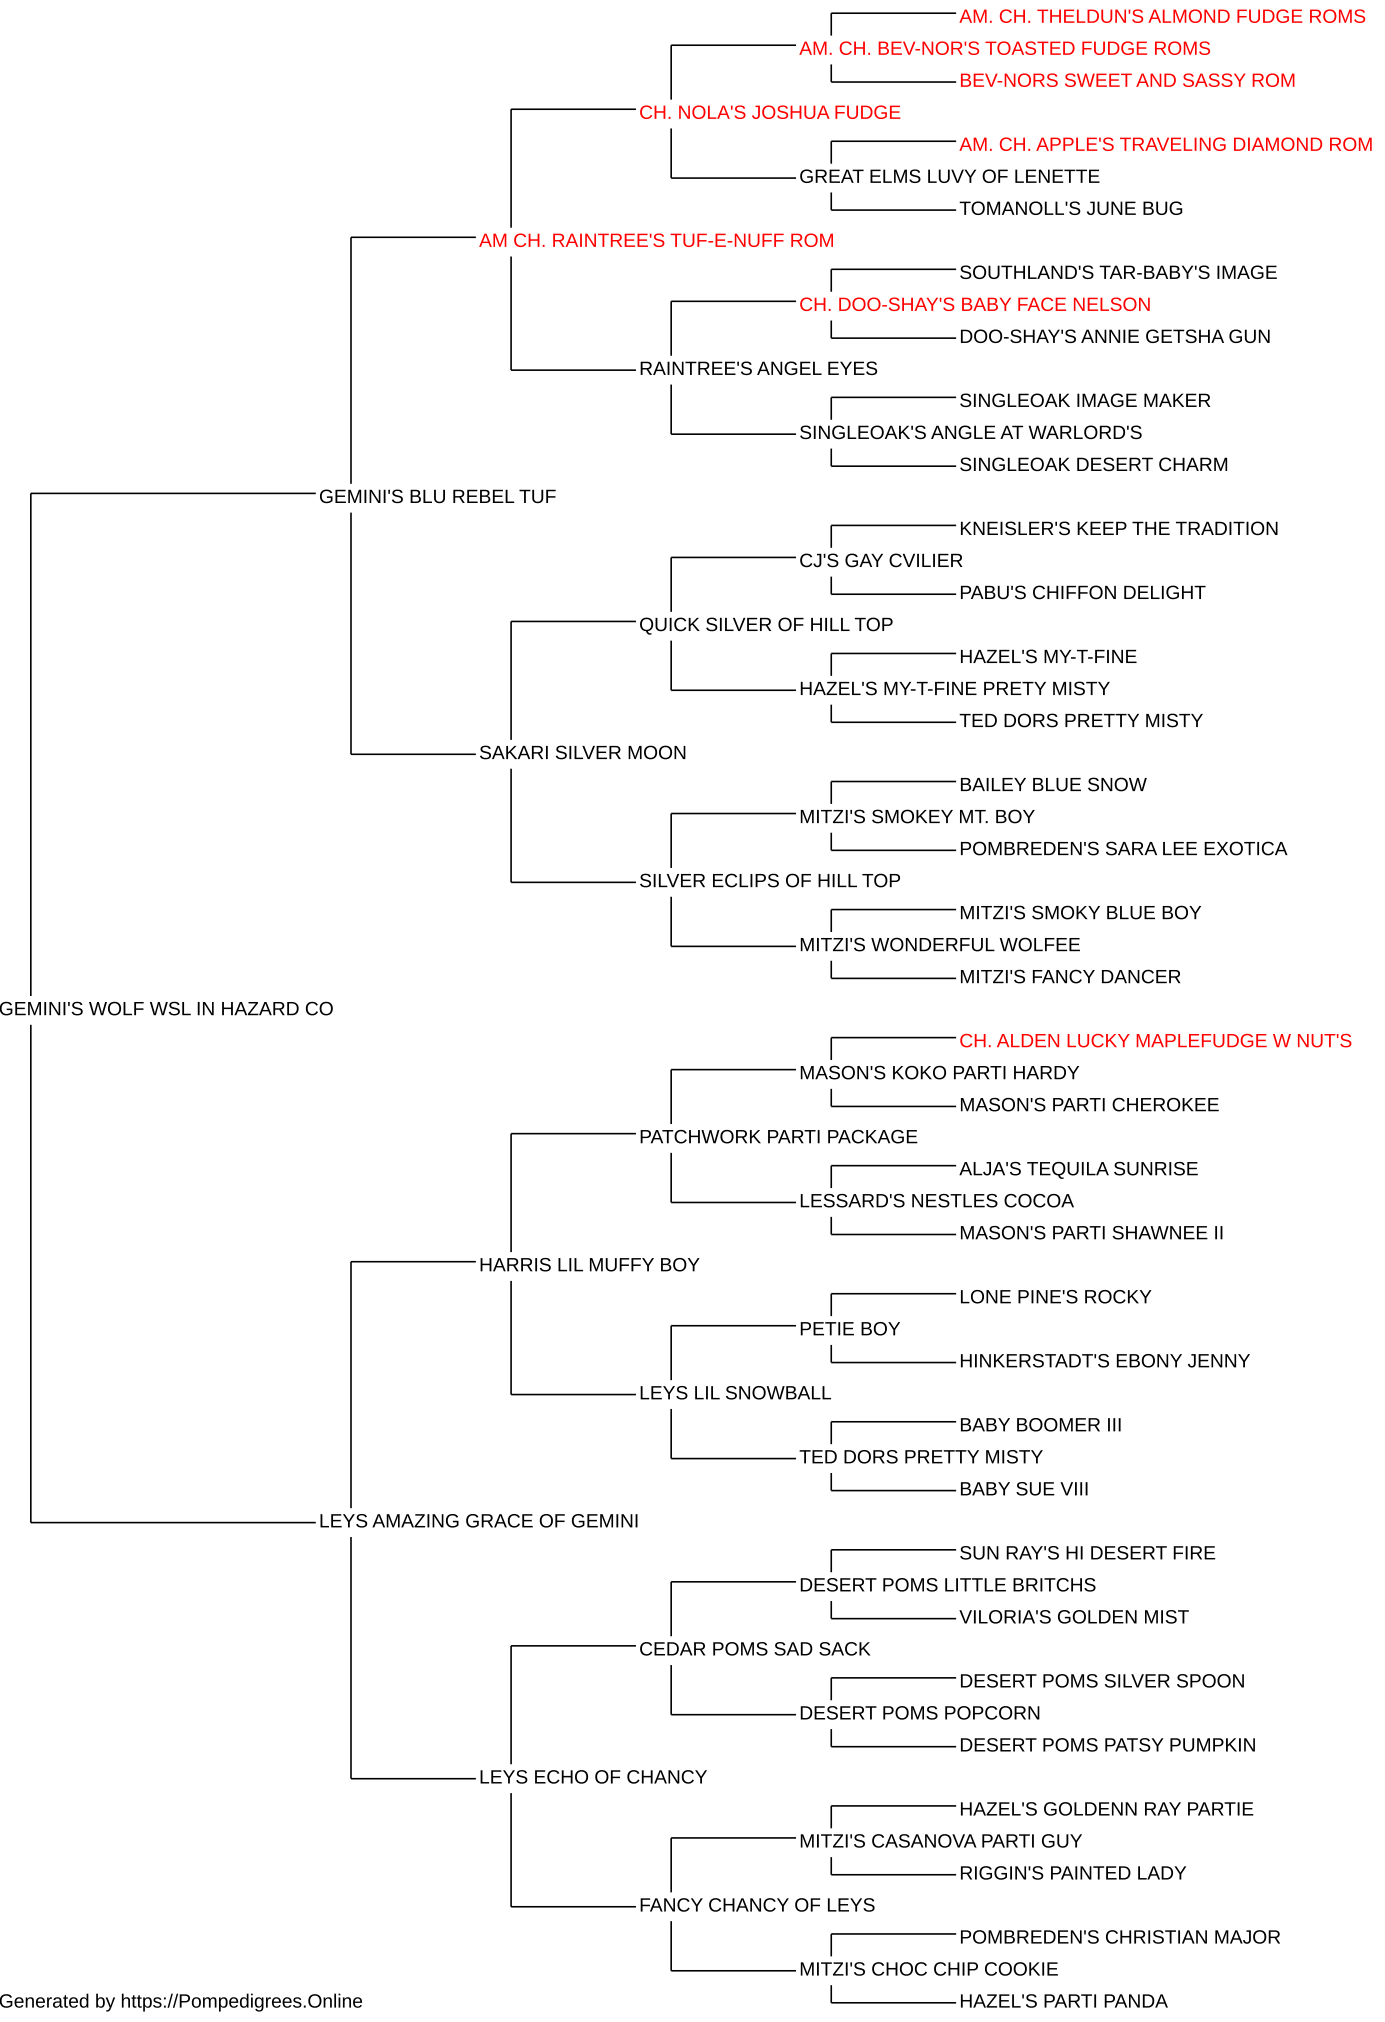 AM. CH. THELDUN'S ALMOND FUDGE ROMS
AM. CH. BEV-NOR'S TOASTED FUDGE ROMS
BEV-NORS SWEET AND SASSY ROM
CH. NOLA'S JOSHUA FUDGE
AM. CH. APPLE'S TRAVELING DIAMOND ROM
GREAT ELMS LUVY OF LENETTE
TOMANOLL'S JUNE BUG
AM CH. RAINTREE'S TUF-E-NUFF ROM
SOUTHLAND'S TAR-BABY'S IMAGE
CH. DOO-SHAY'S BABY FACE NELSON
DOO-SHAY'S ANNIE GETSHA GUN
RAINTREE'S ANGEL EYES
SINGLEOAK IMAGE MAKER
SINGLEOAK'S ANGLE AT WARLORD'S
SINGLEOAK DESERT CHARM
GEMINI'S BLU REBEL TUF
KNEISLER'S KEEP THE TRADITION
CJ'S GAY CVILIER
PABU'S CHIFFON DELIGHT
QUICK SILVER OF HILL TOP
HAZEL'S MY-T-FINE
HAZEL'S MY-T-FINE PRETY MISTY
TED DORS PRETTY MISTY
SAKARI SILVER MOON
BAILEY BLUE SNOW
MITZI'S SMOKEY MT. BOY
POMBREDEN'S SARA LEE EXOTICA
SILVER ECLIPS OF HILL TOP
MITZI'S SMOKY BLUE BOY
MITZI'S WONDERFUL WOLFEE
MITZI'S FANCY DANCER
GEMINI'S WOLF WSL IN HAZARD CO
CH. ALDEN LUCKY MAPLEFUDGE W NUT'S
MASON'S KOKO PARTI HARDY
MASON'S PARTI CHEROKEE
PATCHWORK PARTI PACKAGE
ALJA'S TEQUILA SUNRISE
LESSARD'S NESTLES COCOA
MASON'S PARTI SHAWNEE II
HARRIS LIL MUFFY BOY
LONE PINE'S ROCKY
PETIE BOY
HINKERSTADT'S EBONY JENNY
LEYS LIL SNOWBALL
BABY BOOMER III
TED DORS PRETTY MISTY
BABY SUE VIII
LEYS AMAZING GRACE OF GEMINI
SUN RAY'S HI DESERT FIRE
DESERT POMS LITTLE BRITCHS
VILORIA'S GOLDEN MIST
CEDAR POMS SAD SACK
DESERT POMS SILVER SPOON
DESERT POMS POPCORN
DESERT POMS PATSY PUMPKIN
LEYS ECHO OF CHANCY
HAZEL'S GOLDENN RAY PARTIE
MITZI'S CASANOVA PARTI GUY
RIGGIN'S PAINTED LADY
FANCY CHANCY OF LEYS
POMBREDEN'S CHRISTIAN MAJOR
MITZI'S CHOC CHIP COOKIE
HAZEL'S PARTI PANDA
Generated by https://Pompedigrees.Online